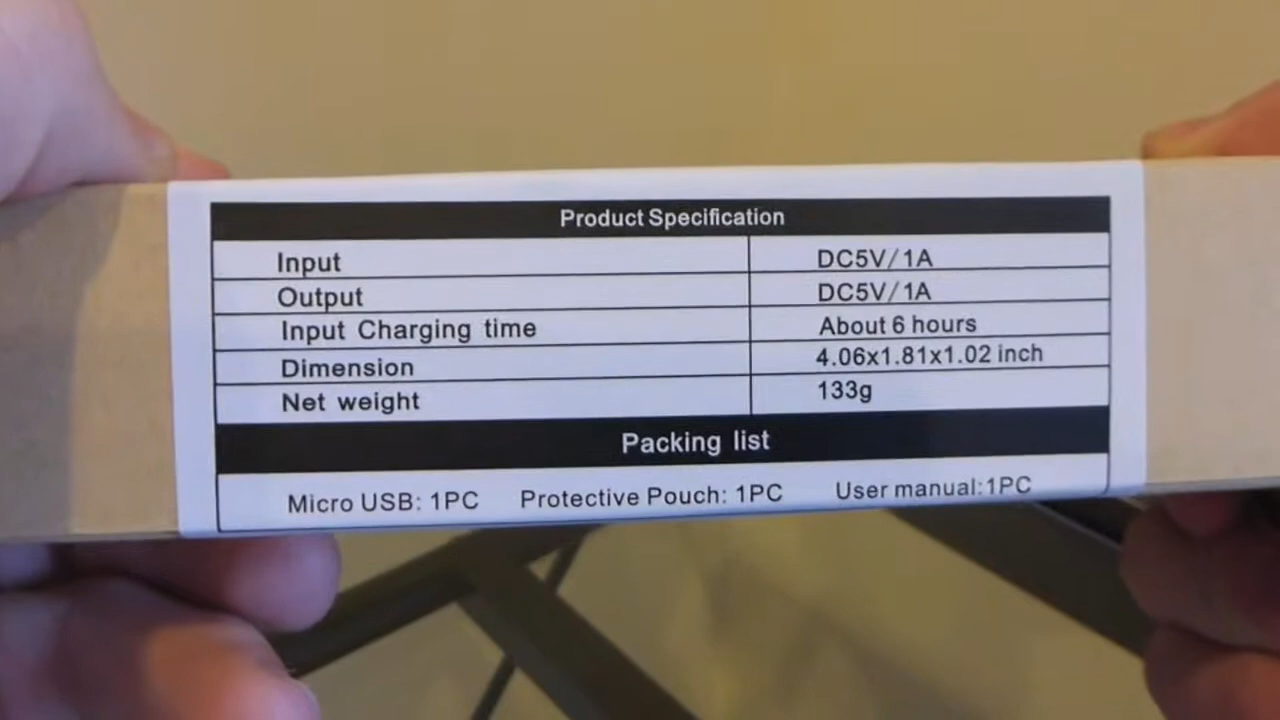 Product Specification
Input DC5V/1A
Output DC5V/1A
Input Charging time About 6 hours
Dimension 4.06x1.81x1.02 inch
Net weight 133g
Packing list
Micro USB: 1PC Protective Pouch: 1PC User manual:1PC